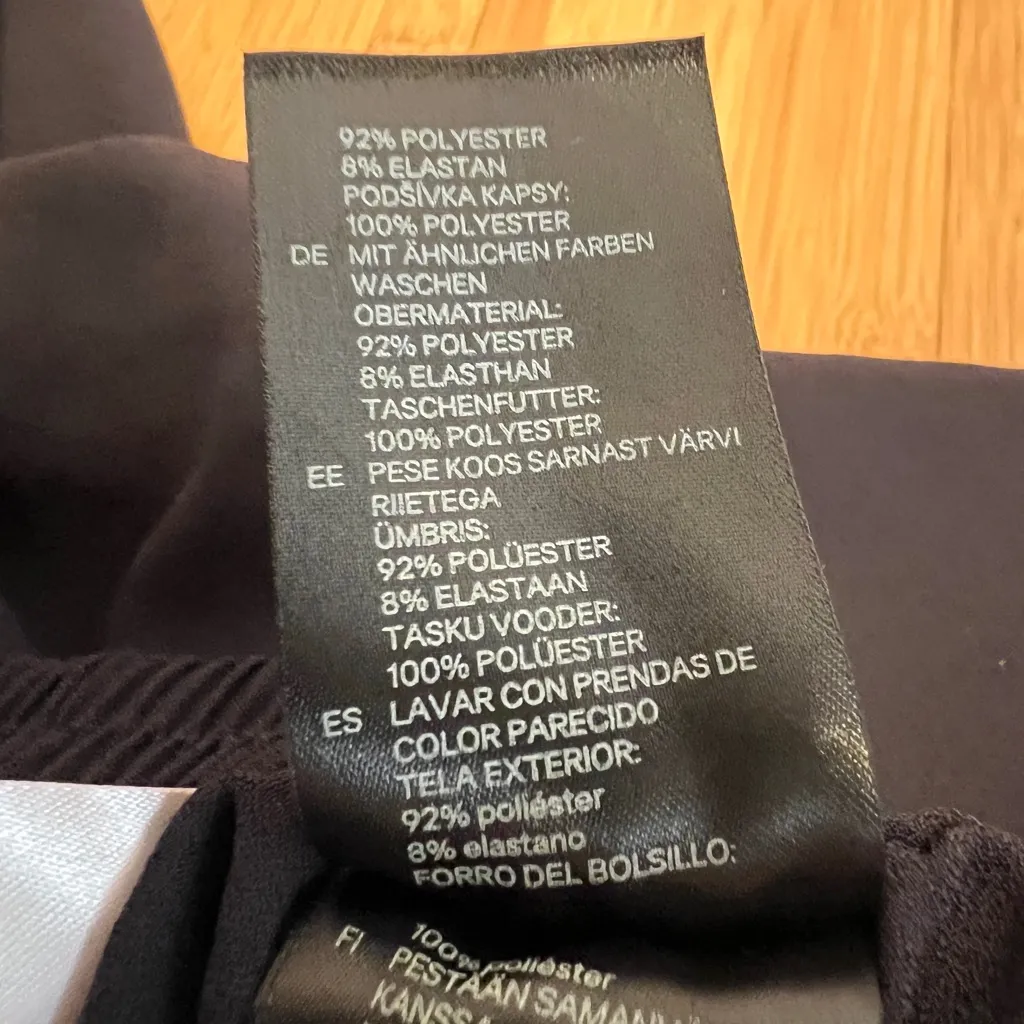 92% POLYESTER
8% ELASTAN
PODŠÍVKA KAPSY:
100% POLYESTER
DE MIT ÄHNLICHEN FARBEN
WASCHEN
OBERMATERIAL:
92% POLYESTER
8% ELASTHAN
TASCHENFUTTER:
100% POLYESTER
EE PESE KOOS SARNAST VÄRVI
RIIETEGA
ÜMBRIS:
92% POLÜESTER
8% ELASTAAN
TASKU VOODER:
100% POLÜESTER
ES LAVAR CON PRENDAS DE
COLOR PARECIDO
TELA EXTERIOR:
92% poliéster
8% elastano
FORRO DEL BOLSILLO:
100% poliéster
FI PESTÄÄN